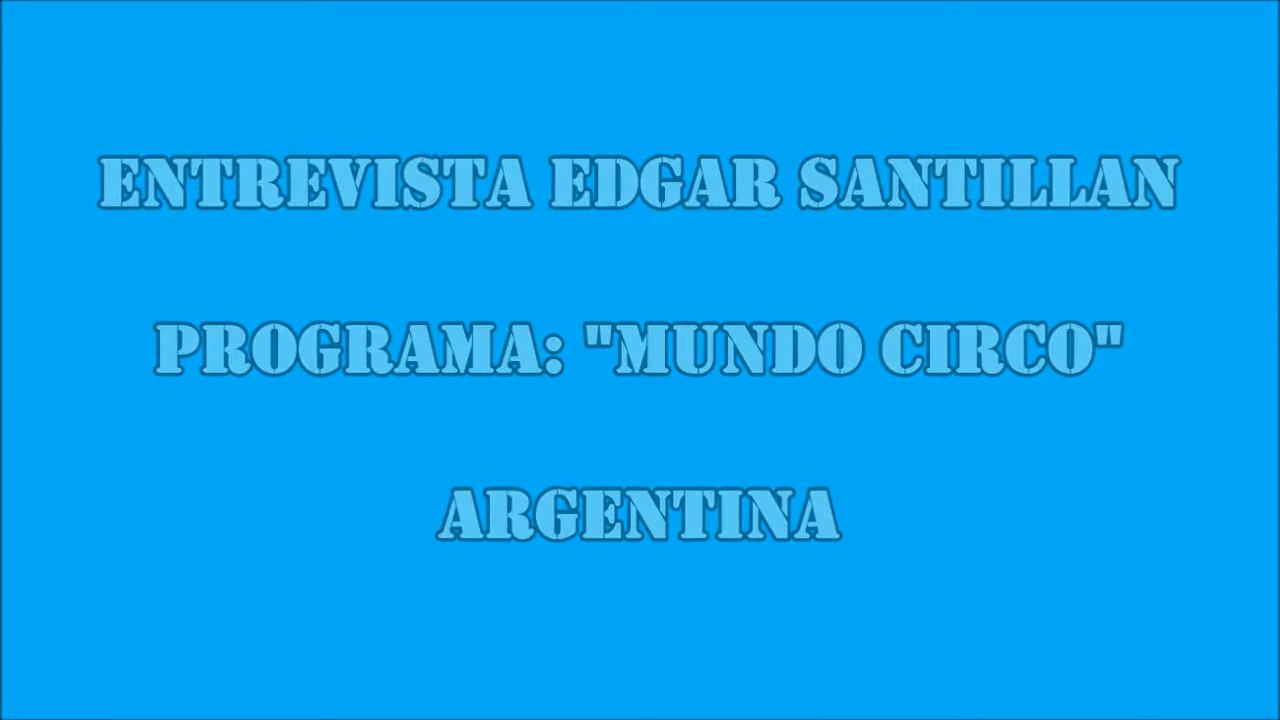 ENTREVISTA EDGAR SANTILLAN
PROGRAMA: "MUNDO CIRCO"
ARGENTINA